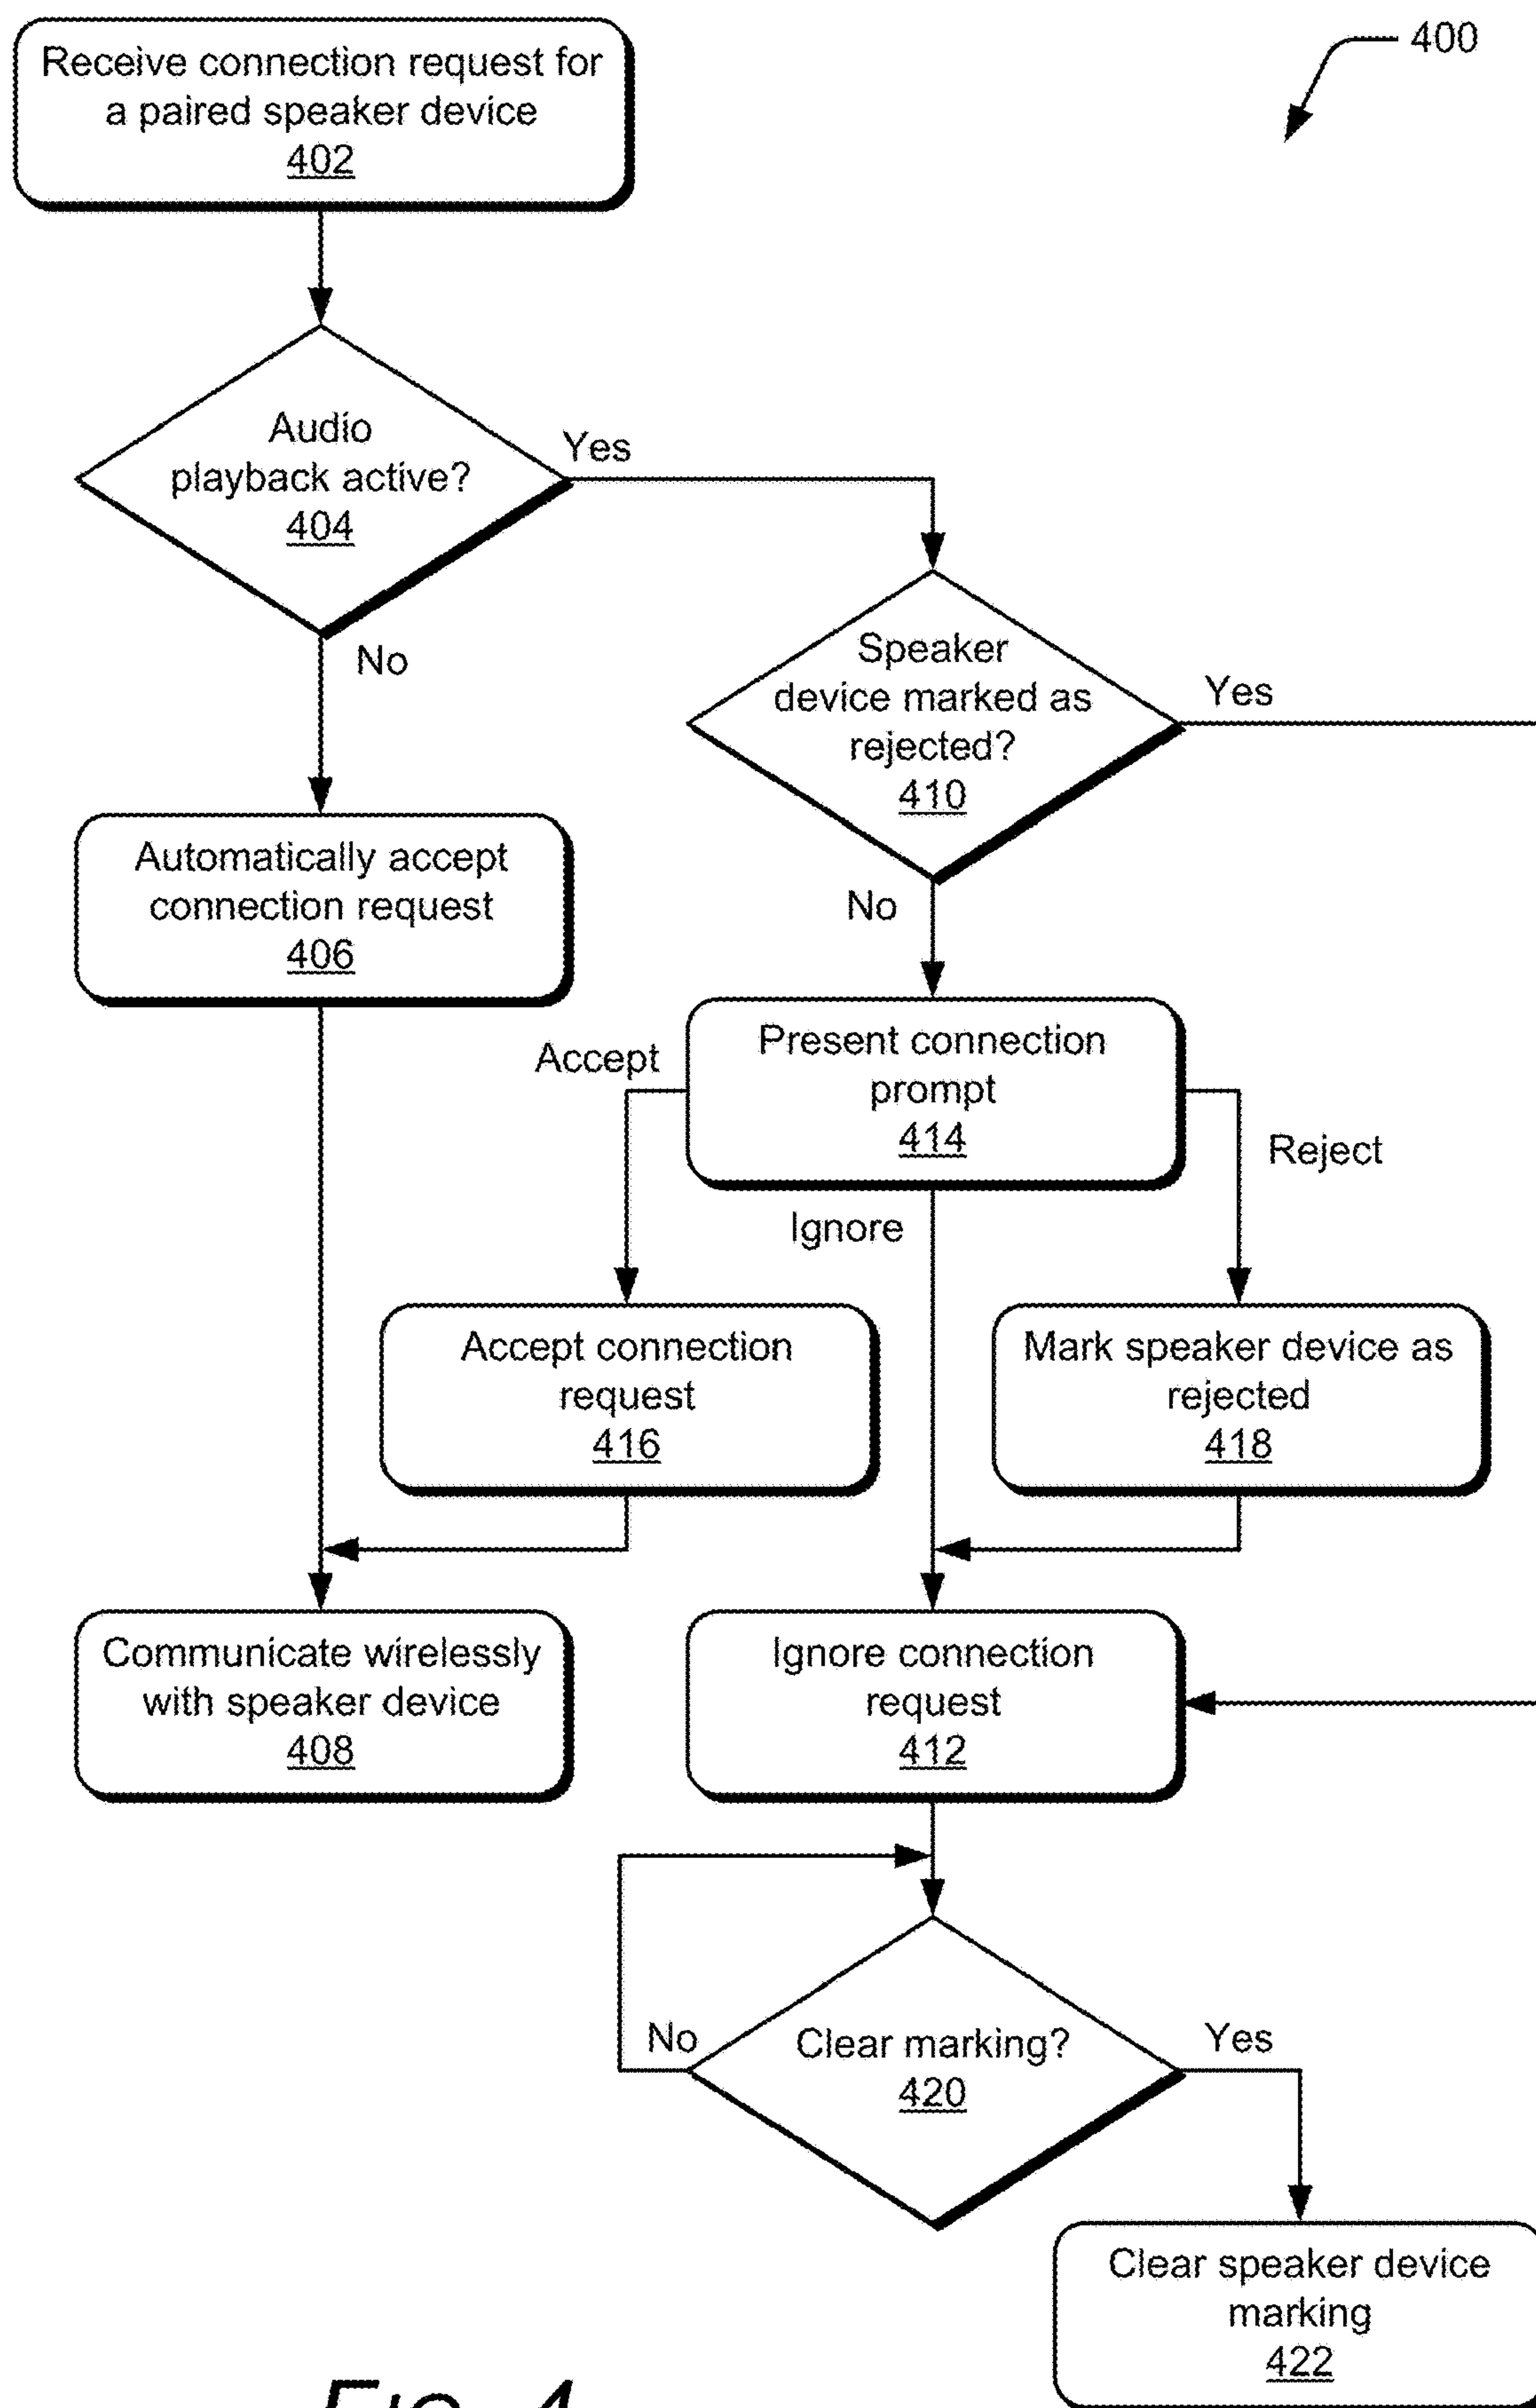 400
Receive connection request for
a paired speaker device
402
Audio
playback active?
404
Yes
No
Speaker
device marked as
rejected?
410
Yes
No
Automatically accept
connection request
406
Present connection
prompt
414
Accept
Ignore
Reject
Accept connection
request
416
Mark speaker device as
rejected
418
Communicate wirelessly
with speaker device
408
Ignore connection
request
412
Clear marking?
420
No
Yes
Clear speaker device
marking
422
FIG. 4